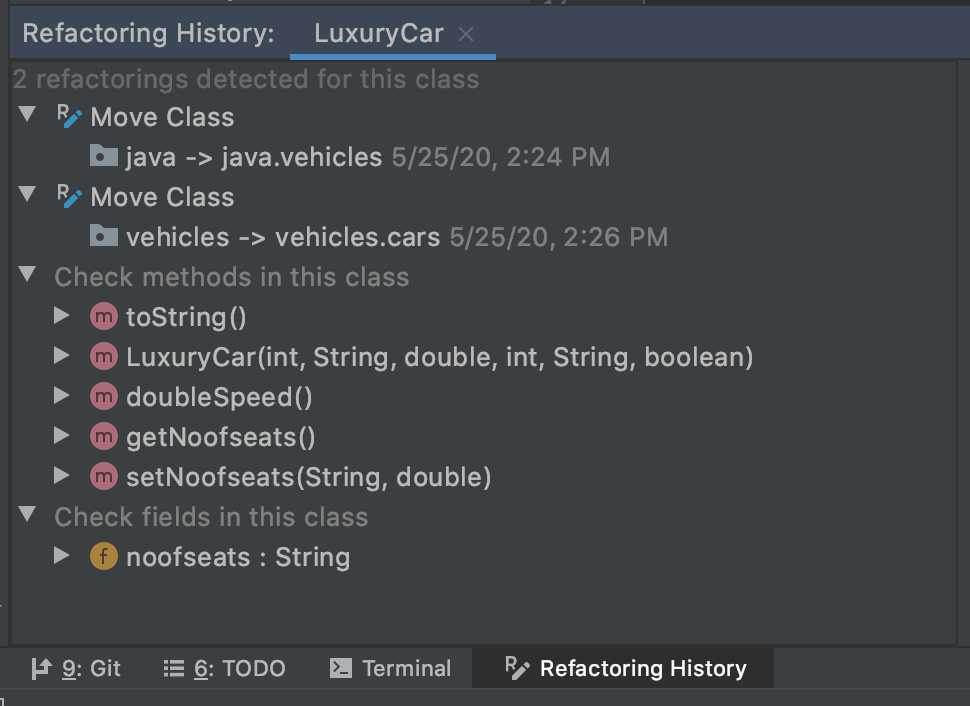 Refactoring History: LuxuryCar
2 refactorings detected for this class
Move Class
java -> java.vehicles 5/25/20, 2:24 PM
Move Class
vehicles -> vehicles.cars 5/25/20, 2:26 PM
Check methods in this class
m toString()
m LuxuryCar(int, String, double, int, String, boolean)
m doubleSpeed()
m getNoofseats()
m setNoofseats(String, double)
Check fields in this class
f noofseats : String
9: Git 6: TODO Terminal Refactoring History